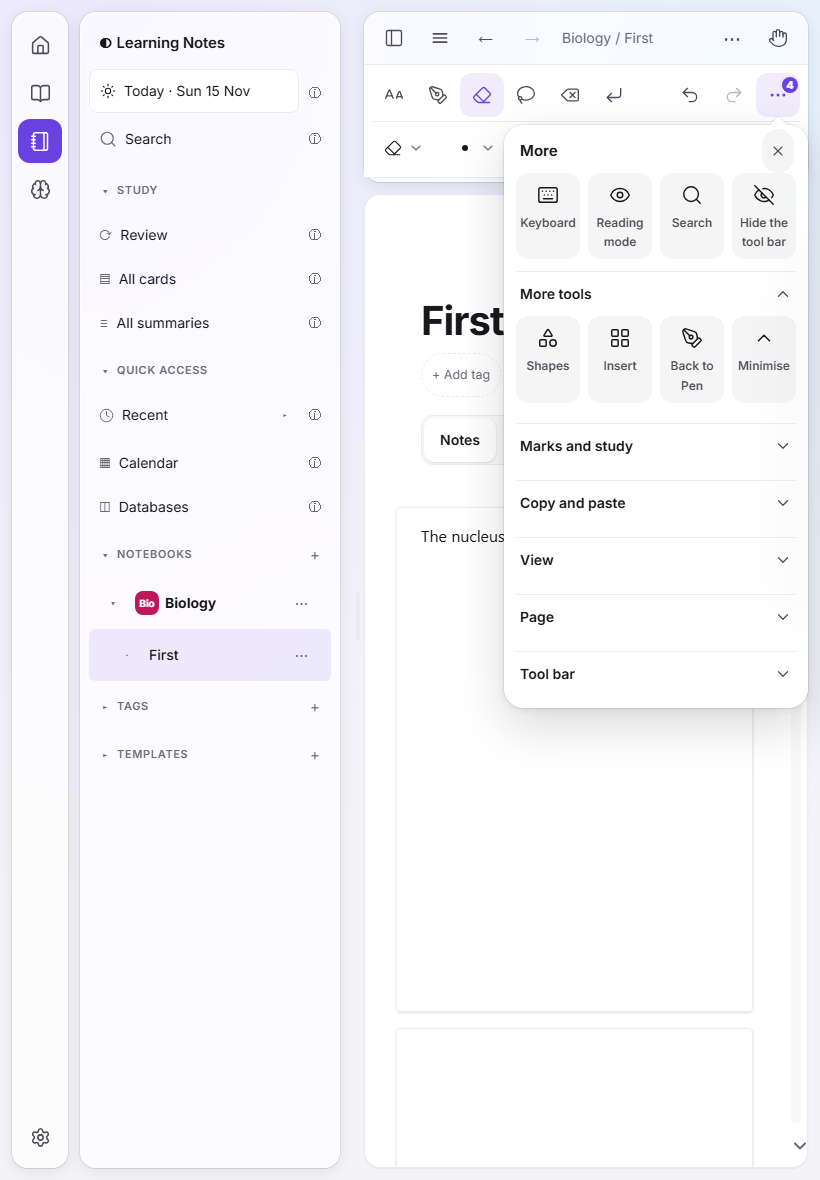 Learning Notes
Today · Sun 15 Nov
Search
STUDY
Review
All cards
All summaries
QUICK ACCESS
Recent
Calendar
Databases
NOTEBOOKS
Bio Biology
First
TAGS
TEMPLATES
Biology / First
AA
4
More
Keyboard
Reading mode
Search
Hide the tool bar
More tools
Shapes
Insert
Back to Pen
Minimise
Marks and study
Copy and paste
View
Page
Tool bar
First
+ Add tag
Notes
The nucleus